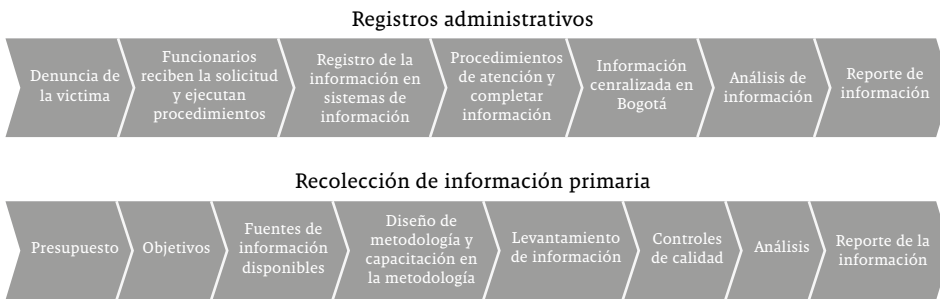 Registros administrativos
Denuncia de
la victima
Funcionarios
reciben la solicitud
y ejecutan
procedimientos
Registro de la
información en
sistemas de
información
Procedimientos
de atención y
completar
información
Información
cenralizada en
Bogotá
Análisis de
información
Reporte de
información
Recolección de información primaria
Presupuesto
Objetivos
Fuentes de
información
disponibles
Diseño de
metodología y
capacitación en
la metodología
Levantamiento
de información
Controles
de calidad
Análisis
Reporte de la
información